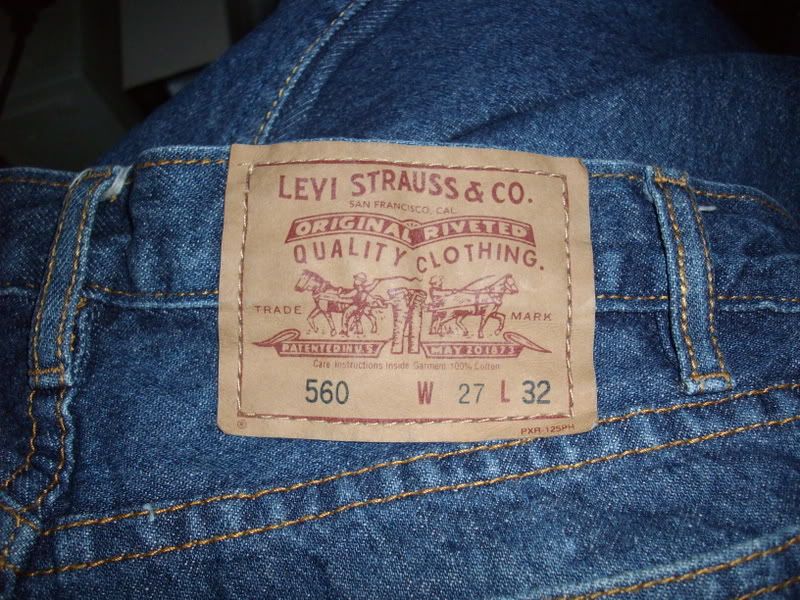 LEVI STRAUSS & CO.
SAN FRANCISCO, CAL.
ORIGINAL RIVETED
QUALITY CLOTHING.
TRADE MARK
PATENTED IN U.S. MAY 20 1873
Care Instructions Inside Garment 100% Cotton
560 W 27 L 32
® PXR-125PH